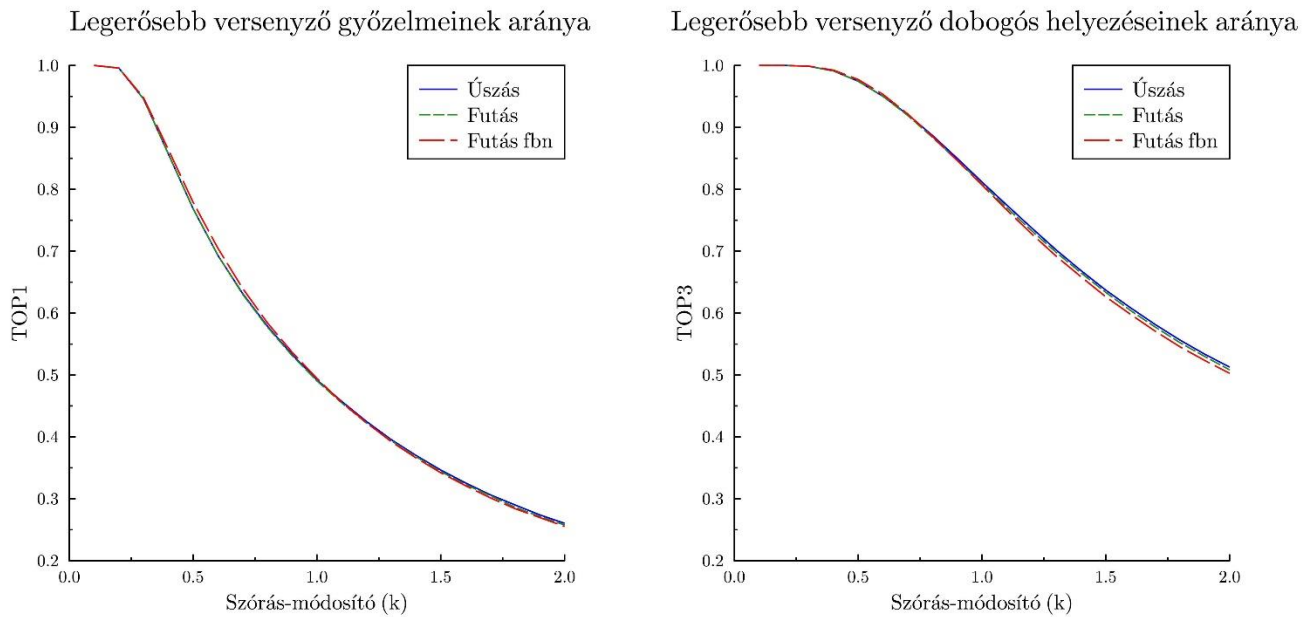 Legerősebb versenyző győzelmeinek aránya
1.0
0.9
0.8
0.7
0.6
0.5
0.4
0.3
0.2
TOP1
Úszás
Futás
Futás fbn
0.0 0.5 1.0 1.5 2.0
Szórás-módosító (k)
Legerősebb versenyző dobogós helyezéseinek aránya
1.0
0.9
0.8
0.7
0.6
0.5
0.4
0.3
0.2
TOP3
Úszás
Futás
Futás fbn
0.0 0.5 1.0 1.5 2.0
Szórás-módosító (k)